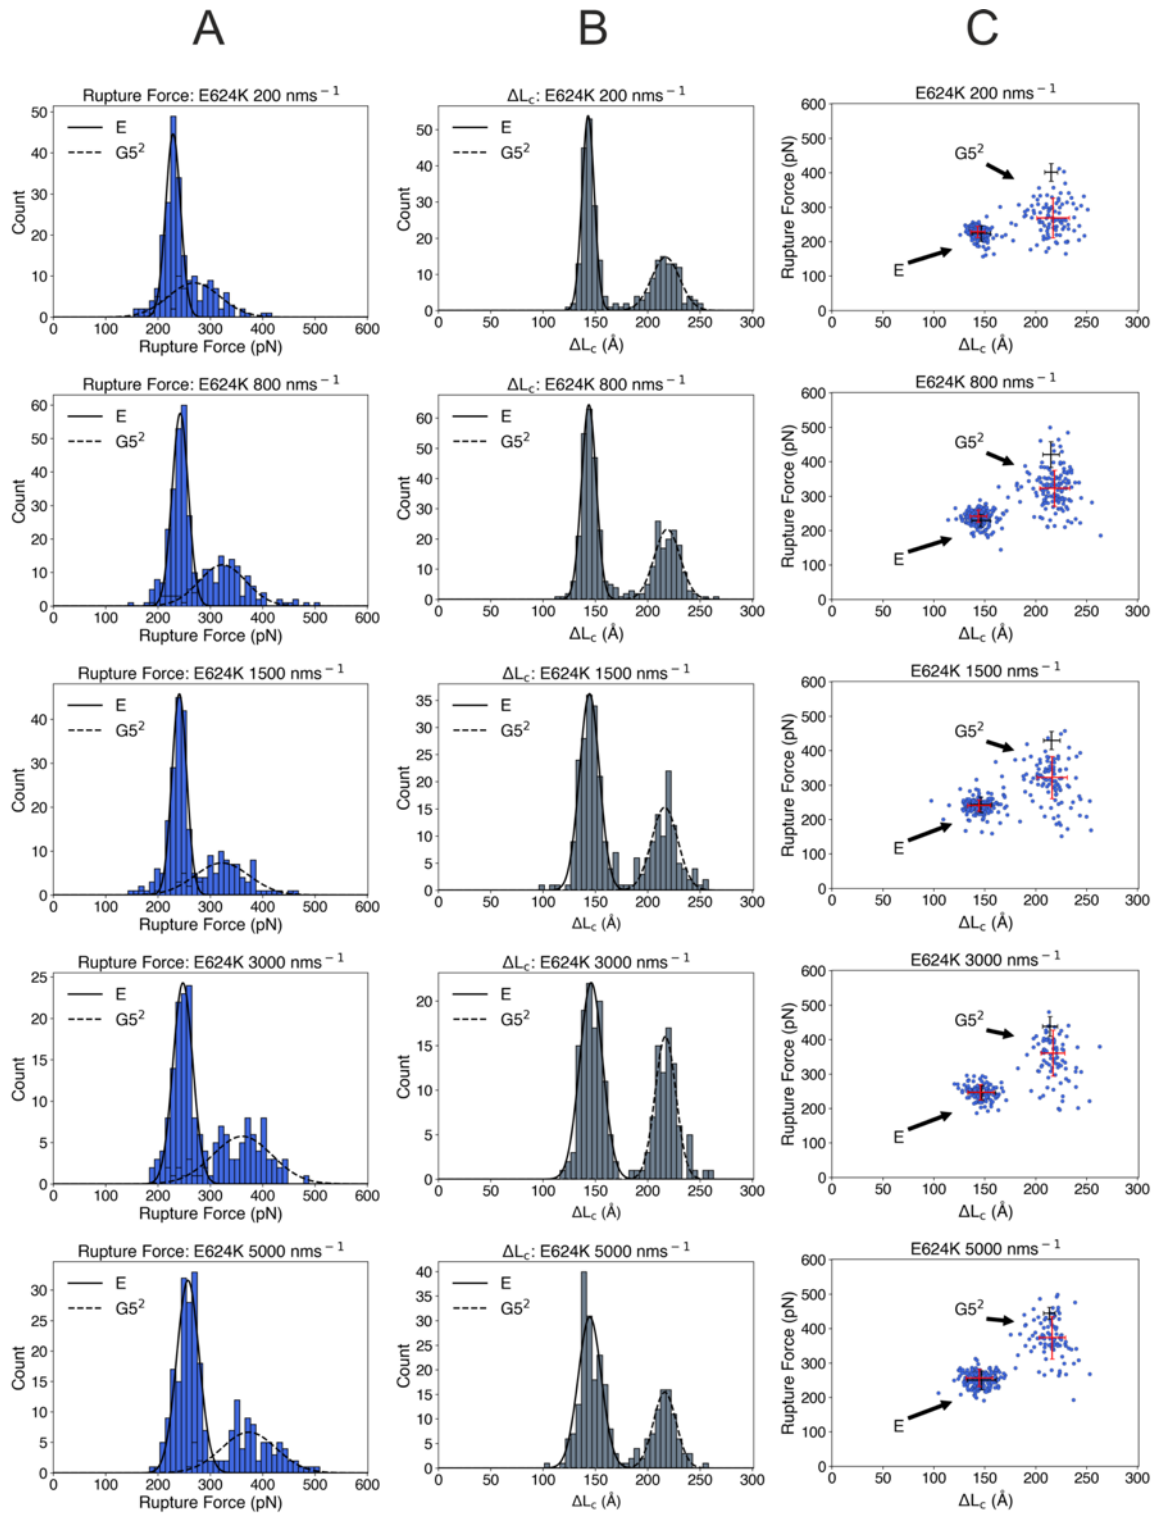 A
B
C
Rupture Force: E624K 200 nms⁻¹
E
G5²
50
40
30
20
10
0
Count
0 100 200 300 400 500 600
Rupture Force (pN)
ΔL_c: E624K 200 nms⁻¹
E
G5²
50
40
30
20
10
0
Count
0 50 100 150 200 250 300
ΔL_c (Å)
E624K 200 nms⁻¹
600
500
400
300
200
100
0
Rupture Force (pN)
G5²
E
0 50 100 150 200 250 300
ΔL_c (Å)
Rupture Force: E624K 800 nms⁻¹
E
G5²
60
50
40
30
20
10
0
Count
0 100 200 300 400 500 600
Rupture Force (pN)
ΔL_c: E624K 800 nms⁻¹
E
G5²
60
50
40
30
20
10
0
Count
0 50 100 150 200 250 300
ΔL_c (Å)
E624K 800 nms⁻¹
600
500
400
300
200
100
0
Rupture Force (pN)
G5²
E
0 50 100 150 200 250 300
ΔL_c (Å)
Rupture Force: E624K 1500 nms⁻¹
E
G5²
40
30
20
10
0
Count
0 100 200 300 400 500 600
Rupture Force (pN)
ΔL_c: E624K 1500 nms⁻¹
E
G5²
35
30
25
20
15
10
5
0
Count
0 50 100 150 200 250 300
ΔL_c (Å)
E624K 1500 nms⁻¹
600
500
400
300
200
100
0
Rupture Force (pN)
G5²
E
0 50 100 150 200 250 300
ΔL_c (Å)
Rupture Force: E624K 3000 nms⁻¹
E
G5²
25
20
15
10
5
0
Count
0 100 200 300 400 500 600
Rupture Force (pN)
ΔL_c: E624K 3000 nms⁻¹
E
G5²
20
15
10
5
0
Count
0 50 100 150 200 250 300
ΔL_c (Å)
E624K 3000 nms⁻¹
600
500
400
300
200
100
0
Rupture Force (pN)
G5²
E
0 50 100 150 200 250 300
ΔL_c (Å)
Rupture Force: E624K 5000 nms⁻¹
E
G5²
30
25
20
15
10
5
0
Count
0 100 200 300 400 500 600
Rupture Force (pN)
ΔL_c: E624K 5000 nms⁻¹
E
G5²
40
35
30
25
20
15
10
5
0
Count
0 50 100 150 200 250 300
ΔL_c (Å)
E624K 5000 nms⁻¹
600
500
400
300
200
100
0
Rupture Force (pN)
G5²
E
0 50 100 150 200 250 300
ΔL_c (Å)